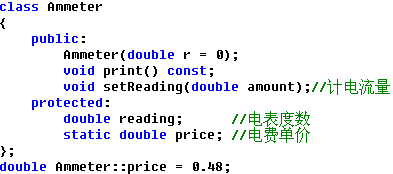 class Ammeter
{
public:
Ammeter(double r = 0);
void print() const;
void setReading(double amount);//计电流量
protected:
double reading; //电表度数
static double price; //电费单价
};
double Ammeter::price = 0.48;